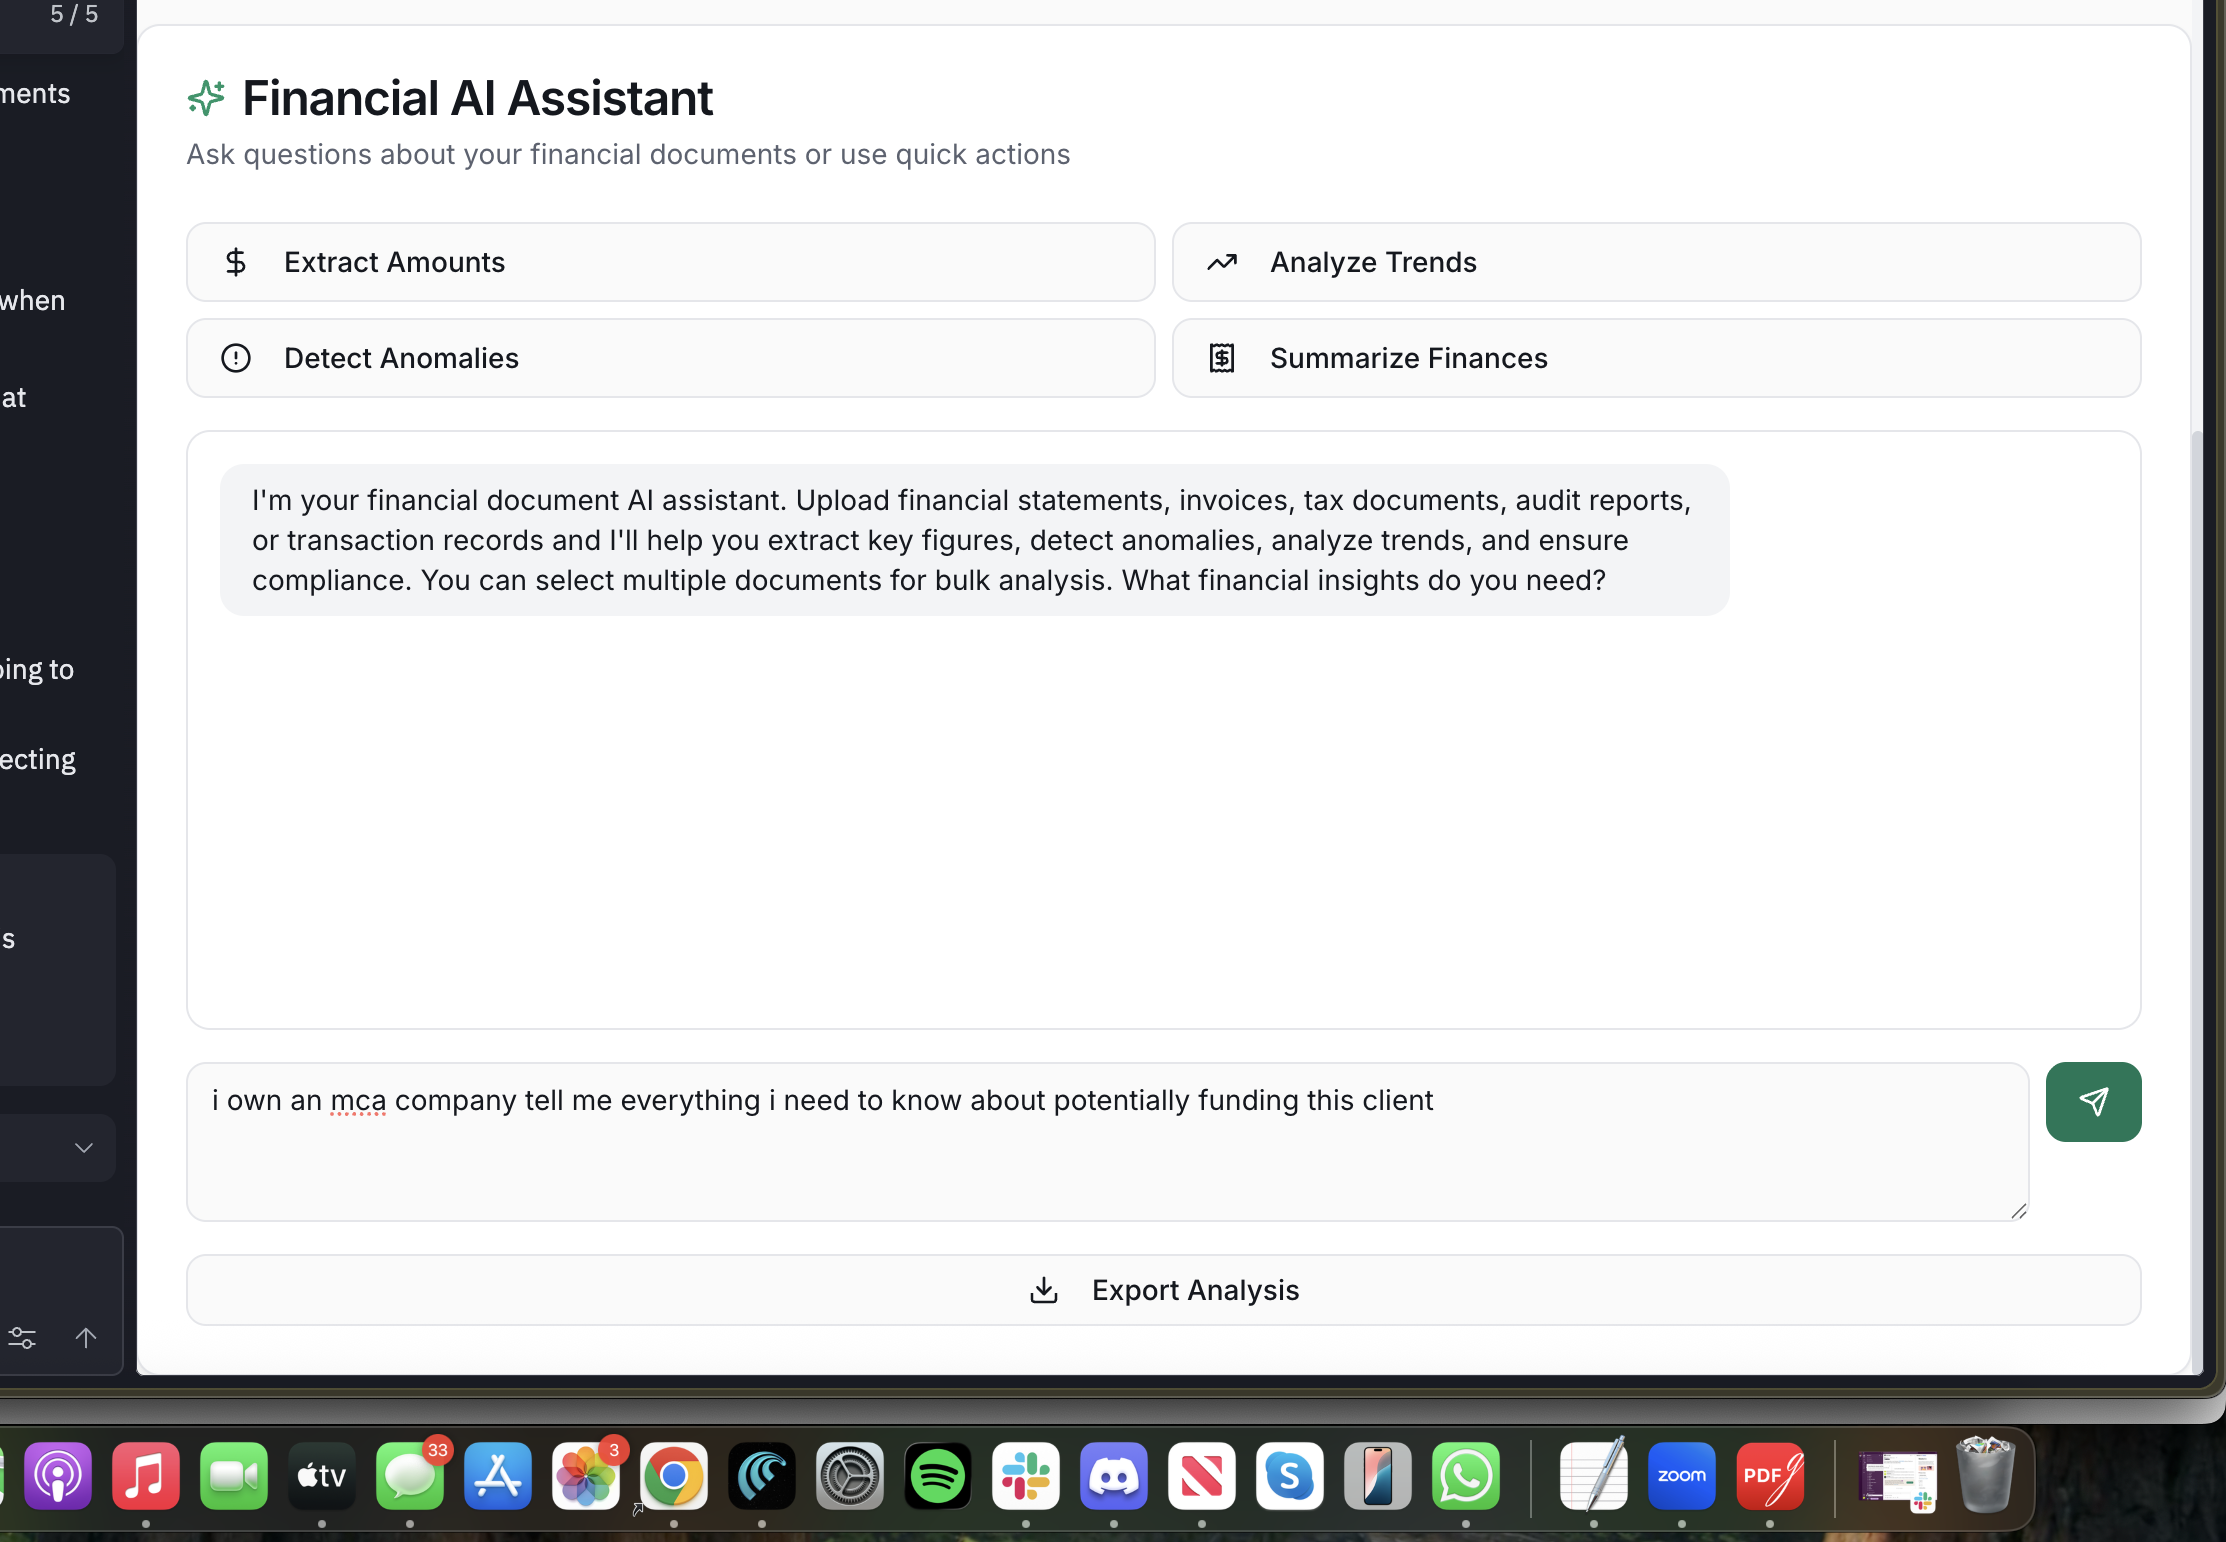 5 / 5
ments
when
at
ing to
ecting
s
Financial AI Assistant
Ask questions about your financial documents or use quick actions
Extract Amounts
Analyze Trends
Detect Anomalies
Summarize Finances
I'm your financial document AI assistant. Upload financial statements, invoices, tax documents, audit reports,
or transaction records and I'll help you extract key figures, detect anomalies, analyze trends, and ensure
compliance. You can select multiple documents for bulk analysis. What financial insights do you need?
i own an mca company tell me everything i need to know about potentially funding this client
Export Analysis
tv
33
3
S
zoom
PDF